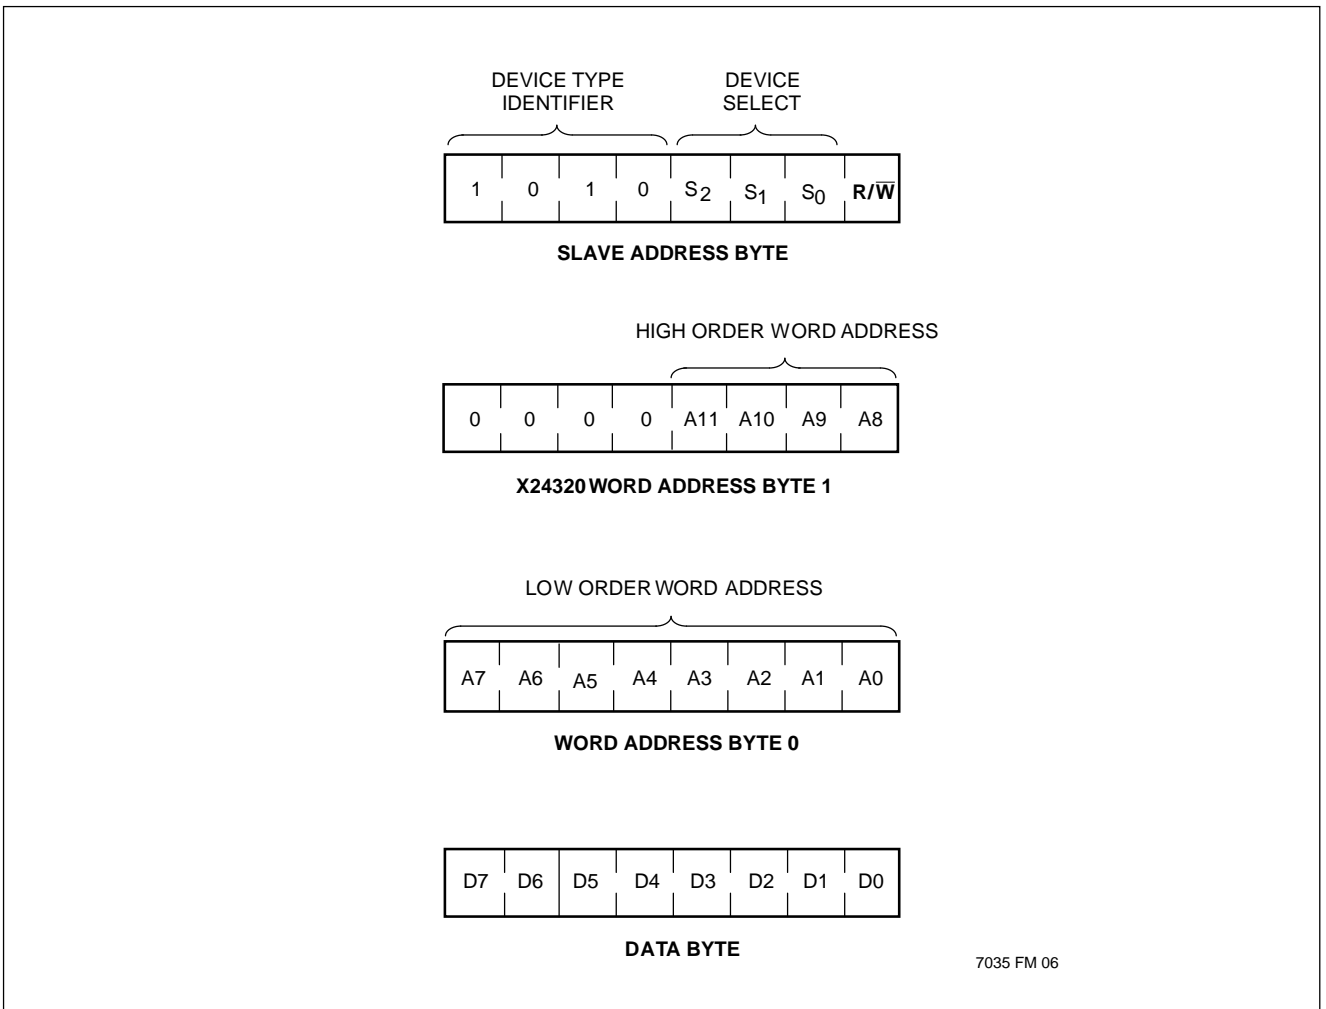 DEVICE TYPE IDENTIFIER
DEVICE SELECT
1 0 1 0 S2 S1 S0 R/W̅
SLAVE ADDRESS BYTE
HIGH ORDER WORD ADDRESS
0 0 0 0 A11 A10 A9 A8
X24320 WORD ADDRESS BYTE 1
LOW ORDER WORD ADDRESS
A7 A6 A5 A4 A3 A2 A1 A0
WORD ADDRESS BYTE 0
D7 D6 D5 D4 D3 D2 D1 D0
DATA BYTE
7035 FM 06